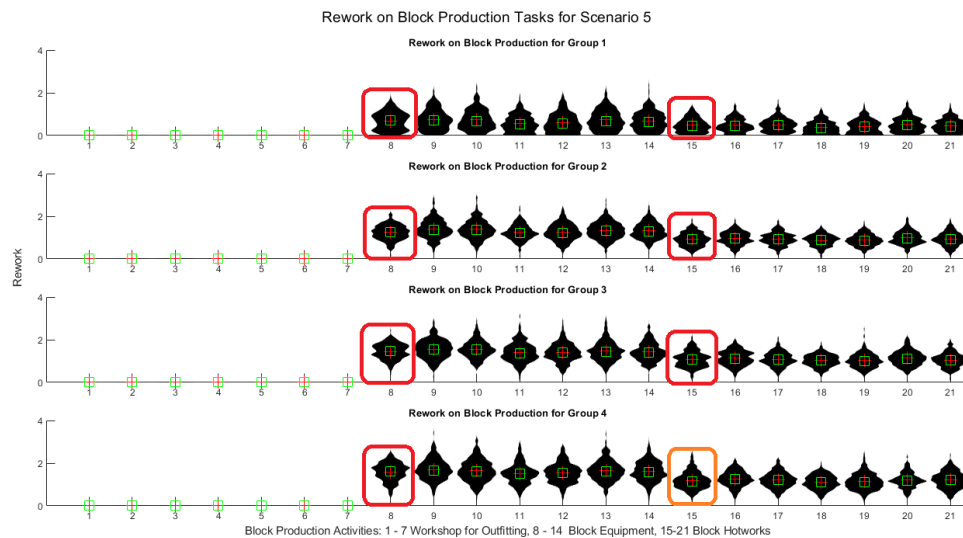 Rework on Block Production Tasks for Scenario 5
Rework on Block Production for Group 1
4
2
0
1 2 3 4 5 6 7 8 9 10 11 12 13 14 15 16 17 18 19 20 21
Rework on Block Production for Group 2
4
2
0
1 2 3 4 5 6 7 8 9 10 11 12 13 14 15 16 17 18 19 20 21
Rework
Rework on Block Production for Group 3
4
2
0
1 2 3 4 5 6 7 8 9 10 11 12 13 14 15 16 17 18 19 20 21
Rework on Block Production for Group 4
4
2
0
1 2 3 4 5 6 7 8 9 10 11 12 13 14 15 16 17 18 19 20 21
Block Production Activities: 1 - 7 Workshop for Outfitting, 8 - 14 Block Equipment, 15-21 Block Hotworks